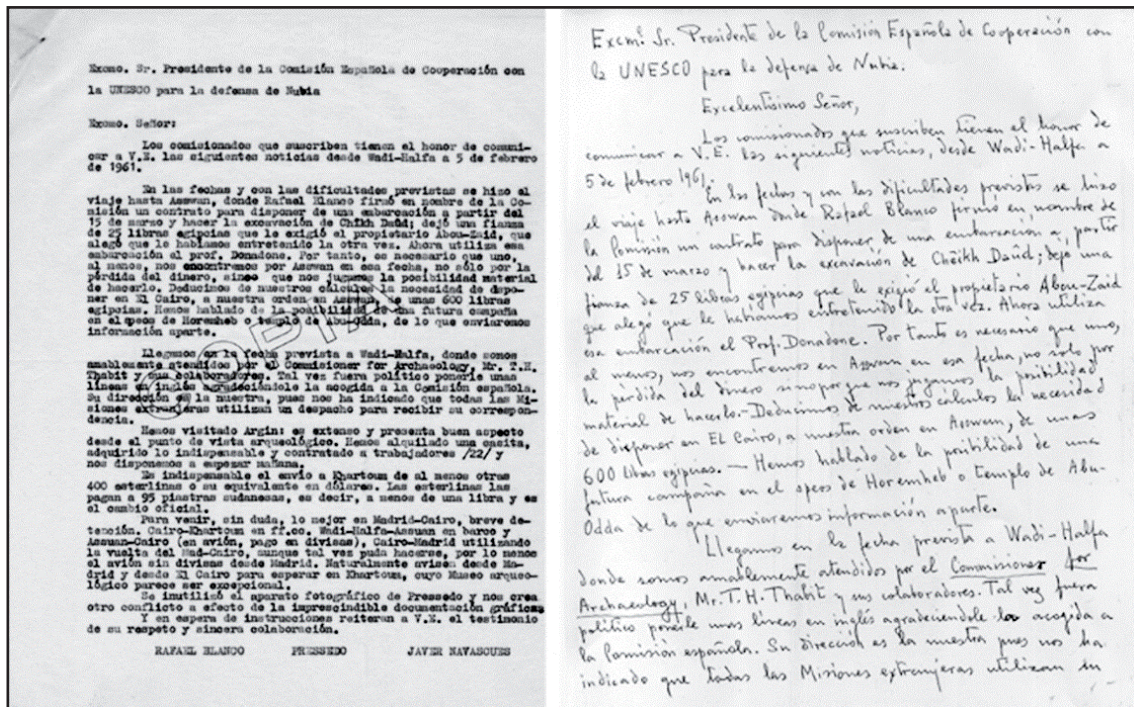 Excmo. Sr. Presidente de la Comisión Española de Cooperación con
la UNESCO para la defensa de Nubia
Excmo. Señor:
Los comisionados que suscriben tienen el honor de comuni-
car a V.E. las siguientes noticias desde Wadi-Halfa a 5 de febrero
de 1961.
En las fechas y con las dificultades previstas se hizo el
viaje hasta Asswan, donde Rafael Blanco firmó en nombre de la Co-
misión un contrato para disponer de una embarcación a partir del
15 de marzo y hacer la excavación de Chikh Daüd; dejó una fianza
de 25 libras egipcias que le exigió el propietario Abou-Zaid, que
alegó que le habíamos entretenido la otra vez. Ahora utiliza esa
embarcación el prof. Donadone. Por tanto, es necesario que uno,
al menos, nos encontremos por Asswan en esa fecha, no sólo por la
pérdida del dinero, sino que nos jugamos la posibilidad material
de hacerlo. Deducimos de nuestros cálculos la necesidad de dispo-
ner en El Cairo, a nuestra orden en Asswan, de unas 600 libras
egipcias. Hemos hablado de la posibilidad de una futura campaña
en el speos de Horemheb o templo de Abu-Odda, de lo que enviaremos
información aparte.
Llegamos en la fecha prevista a Wadi-Halfa, donde somos
amablemente atendidos por el Commissioner for Archaeology, Mr. T.H.
Thabit y sus colaboradores. Tal vez fuera político ponerle unas
líneas en inglés agradeciéndole la acogida a la Comisión española.
Su dirección es la nuestra, pues nos ha indicado que todas las Mi-
siones extranjeras utilizan un despacho para recibir su correspon-
dencia.
Hemos visitado Argin: es extenso y presenta buen aspecto
desde el punto de vista arqueológico. Hemos alquilado una casita,
adquirido lo indispensable y contratado a trabajadores /22/ y
nos disponemos a empezar mañana.
Es indispensable el envío a Khartoum de al menos otras
400 esterlinas o su equivalente en dólares. Las esterlinas las
pagan a 95 piastras sudanesas, es decir, a menos de una libra y es
el cambio oficial.
Para venir, sin duda, lo mejor en Madrid-Cairo, breve de-
tención. Cairo-Khartoum en ff.cc. Wadi-Halfa-Assuan en barco y
Assuan-Cairo (en avión, pago en divisas), Cairo-Madrid utilizando
la vuelta del Mad-Cairo, aunque tal vez puda hacerse, por lo menos
el avión sin divisas desde Madrid. Naturalmente avisen desde Ma-
drid y desde El Cairo para esperar en Khartoum, cuyo Museo arqueo-
lógico parece ser excepcional.
Se inutilizó el aparato fotográfico de Pressedo y nos crea
otro conflicto a efecto de la imprescindible documentación gráfica
Y en espera de instrucciones reiteran a V.E. el testimonio
de su respeto y sincera colaboración.
RAFAEL BLANCO PRESSEDO JAVER NAVASCUES
COPIA
Excmº. Sr. Presidente de la Comisión Española de Cooperación con
la UNESCO para la defensa de Nubia.
Excelentísimo Señor,
Los comisionados que suscriben tienen el honor de
comunicar a V.E. las siguientes noticias, desde Wadi-Halfa a
5 de febrero 1961.
En las fechas y con las dificultades previstas se hizo
el viaje hasta Asswan donde Rafael Blanco firmó en nombre de
la Comisión un contrato para disponer de una embarcación a partir
del 15 de marzo y hacer la excavación de Cheikh Daüd; dejó una
fianza de 25 libras egipcias que le exigió el propietario Abou-Zaid
que alegó que le habíamos entretenido la otra vez. Ahora utiliza
esa embarcación el Prof. Donadone. Por tanto es necesario que uno,
al menos, nos encontremos en Asswan en esa fecha, no solo por
la pérdida del dinero sino porque nos jugamos la posibilidad
material de hacerlo.- Deducimos de nuestros cálculos la necesidad
de disponer en El Cairo, a nuestra orden en Asswan, de unas
600 libras egipcias. — Hemos hablado de la posibilidad de una
futura campaña en el speos de Horemheb o templo de Abu-
Odda de lo que enviaremos información aparte.
Llegamos en la fecha prevista a Wadi-Halfa
donde somos amablemente atendidos por el Commissioner for
Archaeology, Mr. T.H. Thabit y sus colaboradores. Tal vez fuera
político ponerle unas líneas en inglés agradeciendole la acogida a
la Comisión española. Su dirección es la nuestra pues nos ha
indicado que todas las Misiones extranjeras utilizan su